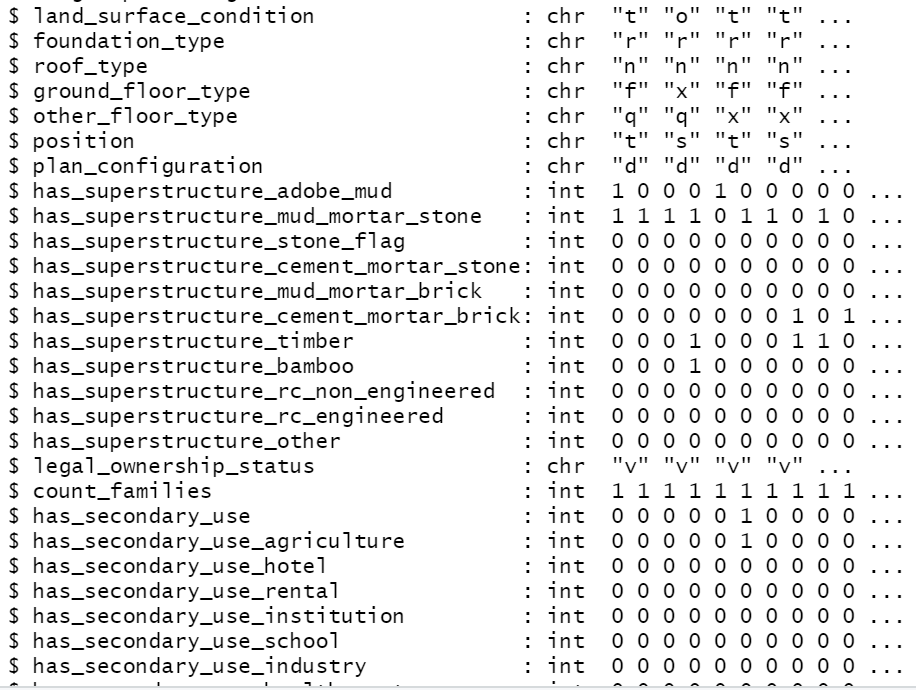 $ land_surface_condition                : chr  "t" "o" "t" "t" ...
$ foundation_type                       : chr  "r" "r" "r" "r" ...
$ roof_type                             : chr  "n" "n" "n" "n" ...
$ ground_floor_type                     : chr  "f" "x" "f" "f" ...
$ other_floor_type                      : chr  "q" "q" "x" "x" ...
$ position                              : chr  "t" "s" "t" "s" ...
$ plan_configuration                    : chr  "d" "d" "d" "d" ...
$ has_superstructure_adobe_mud          : int  1 0 0 0 1 0 0 0 0 0 ...
$ has_superstructure_mud_mortar_stone   : int  1 1 1 1 0 1 1 0 1 0 ...
$ has_superstructure_stone_flag         : int  0 0 0 0 0 0 0 0 0 0 ...
$ has_superstructure_cement_mortar_stone: int  0 0 0 0 0 0 0 0 0 0 ...
$ has_superstructure_mud_mortar_brick   : int  0 0 0 0 0 0 0 0 0 0 ...
$ has_superstructure_cement_mortar_brick: int  0 0 0 0 0 0 0 1 0 1 ...
$ has_superstructure_timber             : int  0 0 0 1 0 0 0 1 1 0 ...
$ has_superstructure_bamboo             : int  0 0 0 1 0 0 0 0 0 0 ...
$ has_superstructure_rc_non_engineered  : int  0 0 0 0 0 0 0 0 0 0 ...
$ has_superstructure_rc_engineered      : int  0 0 0 0 0 0 0 0 0 0 ...
$ has_superstructure_other              : int  0 0 0 0 0 0 0 0 0 0 ...
$ legal_ownership_status                : chr  "v" "v" "v" "v" ...
$ count_families                        : int  1 1 1 1 1 1 1 1 1 1 ...
$ has_secondary_use                     : int  0 0 0 0 0 1 0 0 0 0 ...
$ has_secondary_use_agriculture         : int  0 0 0 0 0 1 0 0 0 0 ...
$ has_secondary_use_hotel               : int  0 0 0 0 0 0 0 0 0 0 ...
$ has_secondary_use_rental              : int  0 0 0 0 0 0 0 0 0 0 ...
$ has_secondary_use_institution         : int  0 0 0 0 0 0 0 0 0 0 ...
$ has_secondary_use_school              : int  0 0 0 0 0 0 0 0 0 0 ...
$ has_secondary_use_industry            : int  0 0 0 0 0 0 0 0 0 0 ...